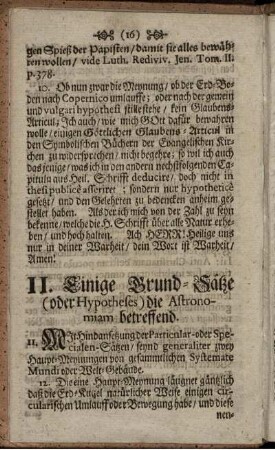 (16)
gen Spieß der Papisten/ damit sie alles bewäh-
ren wollen/ vide Luth. Rediviv. Jen. Tom. II.
p. 378.
10. Ob nun zwar die Meynung/ ob der Erd-Bo-
den nach Copernico umlauffe; oder nach der gemein
und vulgari hypothesi stille stehe/ kein Glaubens-
Articul; Ich auch/ wie mich GOtt dafür bewahren
wolle/ einigen Göttlichen Glaubens-Articul in
den Symbolischen Büchern der Evangelischen Kir-
chen zu widersprechen/ nicht begehre; so wil ich auch
das jenige/ was ich in den andern nechstfolgenden Ca-
pituln aus Heil. Schrifft deducire/ doch nicht in
thesi publicè asserire; sondern nur hypotheticè
gesetzt/ und den Gelehrten zu bedencken anheim ge-
stellet haben. Als der ich mich von der Zahl zu seyn
bekenne/ welche die H. Schrifft über alle Natur erhe-
ben/ und hoch halten. Ach HERR! Heilige uns
nur in deiner Warheit/ dein Wort ist Warheit/
Amen!
II. Einige Grund-Sätze
(oder Hypotheses) die Astrono-
miam betreffend.
11. Mit Hindansetzung der Particular- oder Spe-
cialen-Sätzen/ seynd generaliter zwey
Haupt-Meynungen von gesammtlichen Systemate
Mundi oder Welt-Gebäude.
12. Die eine Haupt-Meynung läugnet gäntzlich
daß die Erd-Kugel natürlicher Weise einigen cir-
cularischen Umlauff oder Bewegung habe/ und diese
nen-